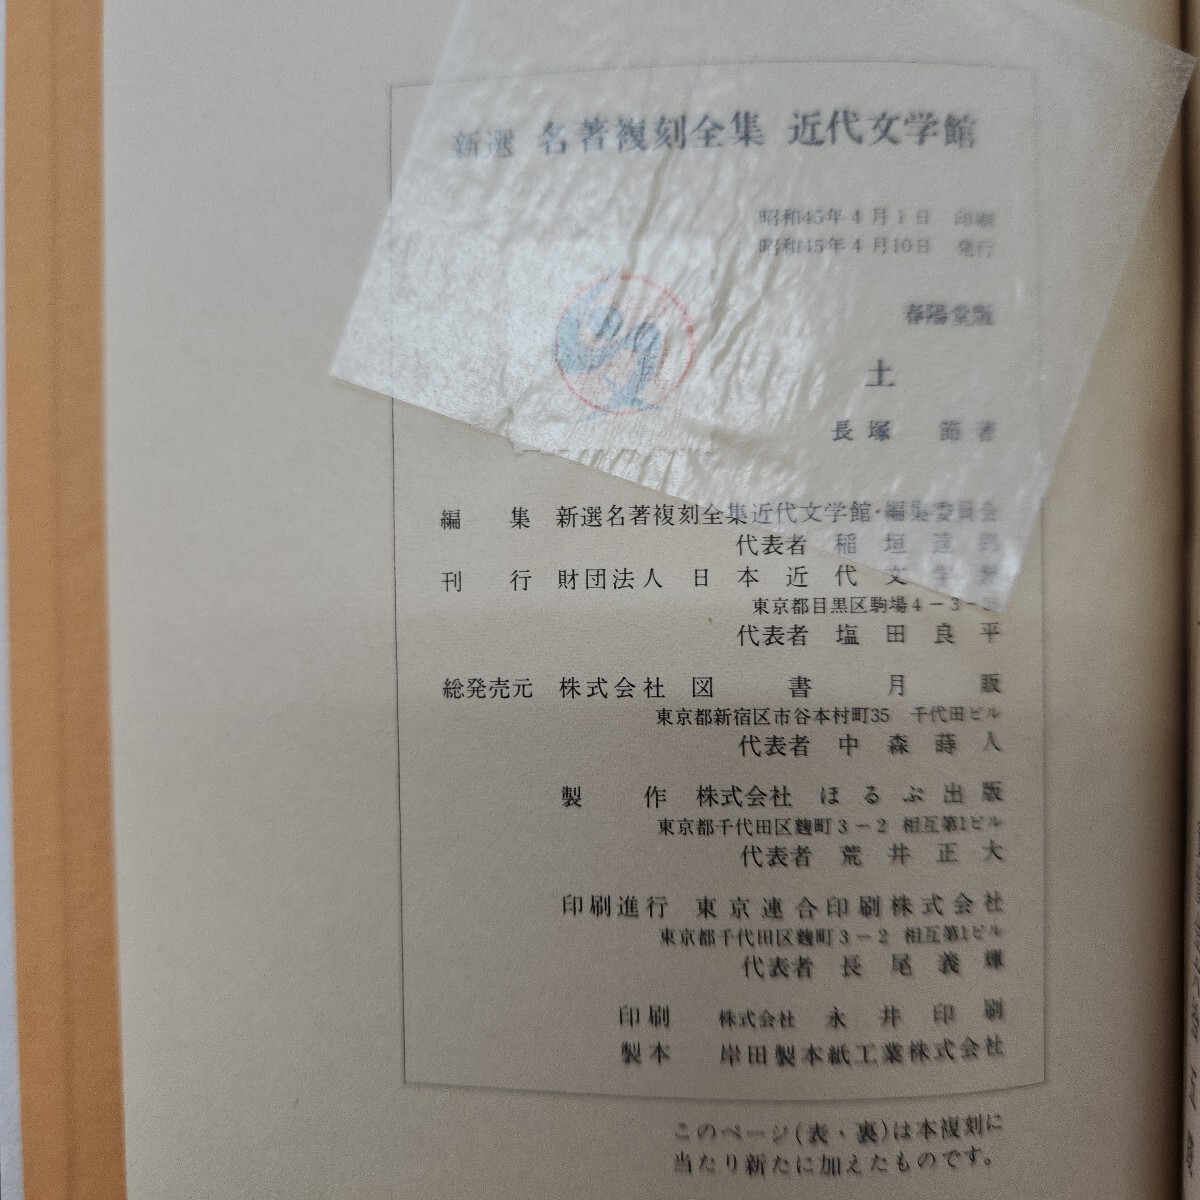 新選 名著複刻全集 近代文学館
昭和45年4月1日 印刷
昭和45年4月10日 発行
春陽堂版
土
長塚 節 著
編 集 新選名著複刻全集近代文学館・編集委員会
代表者 稲垣達郎
刊 行 財団法人 日本近代文学館
東京都目黒区駒場4-3-
代表者 塩田良平
総発売元 株式会社 図書月販
東京都新宿区市谷本村町35 千代田ビル
代表者 中森蒔人
製 作 株式会社 ほるぷ出版
東京都千代田区麴町3-2 相互第1ビル
代表者 荒井正大
印刷進行 東京連合印刷株式会社
東京都千代田区麴町3-2 相互第1ビル
代表者 長尾義輝
印刷 株式会社 永井印刷
製本 岸田製本紙工業株式会社
このページ(表・裏)は本複刻に
当たり新たに加えたものです。